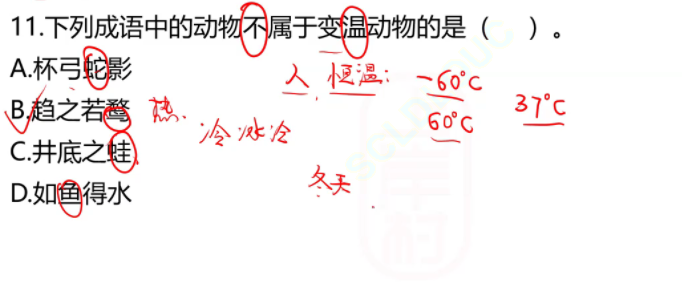 11.下列成语中的动物不属于变温动物的是（ ）。
A.杯弓蛇影
人 恒温： -60℃
B.趋之若鹜 热. 60℃ 37℃
冷冰冷
C.井底之蛙
冬天
D.如鱼得水